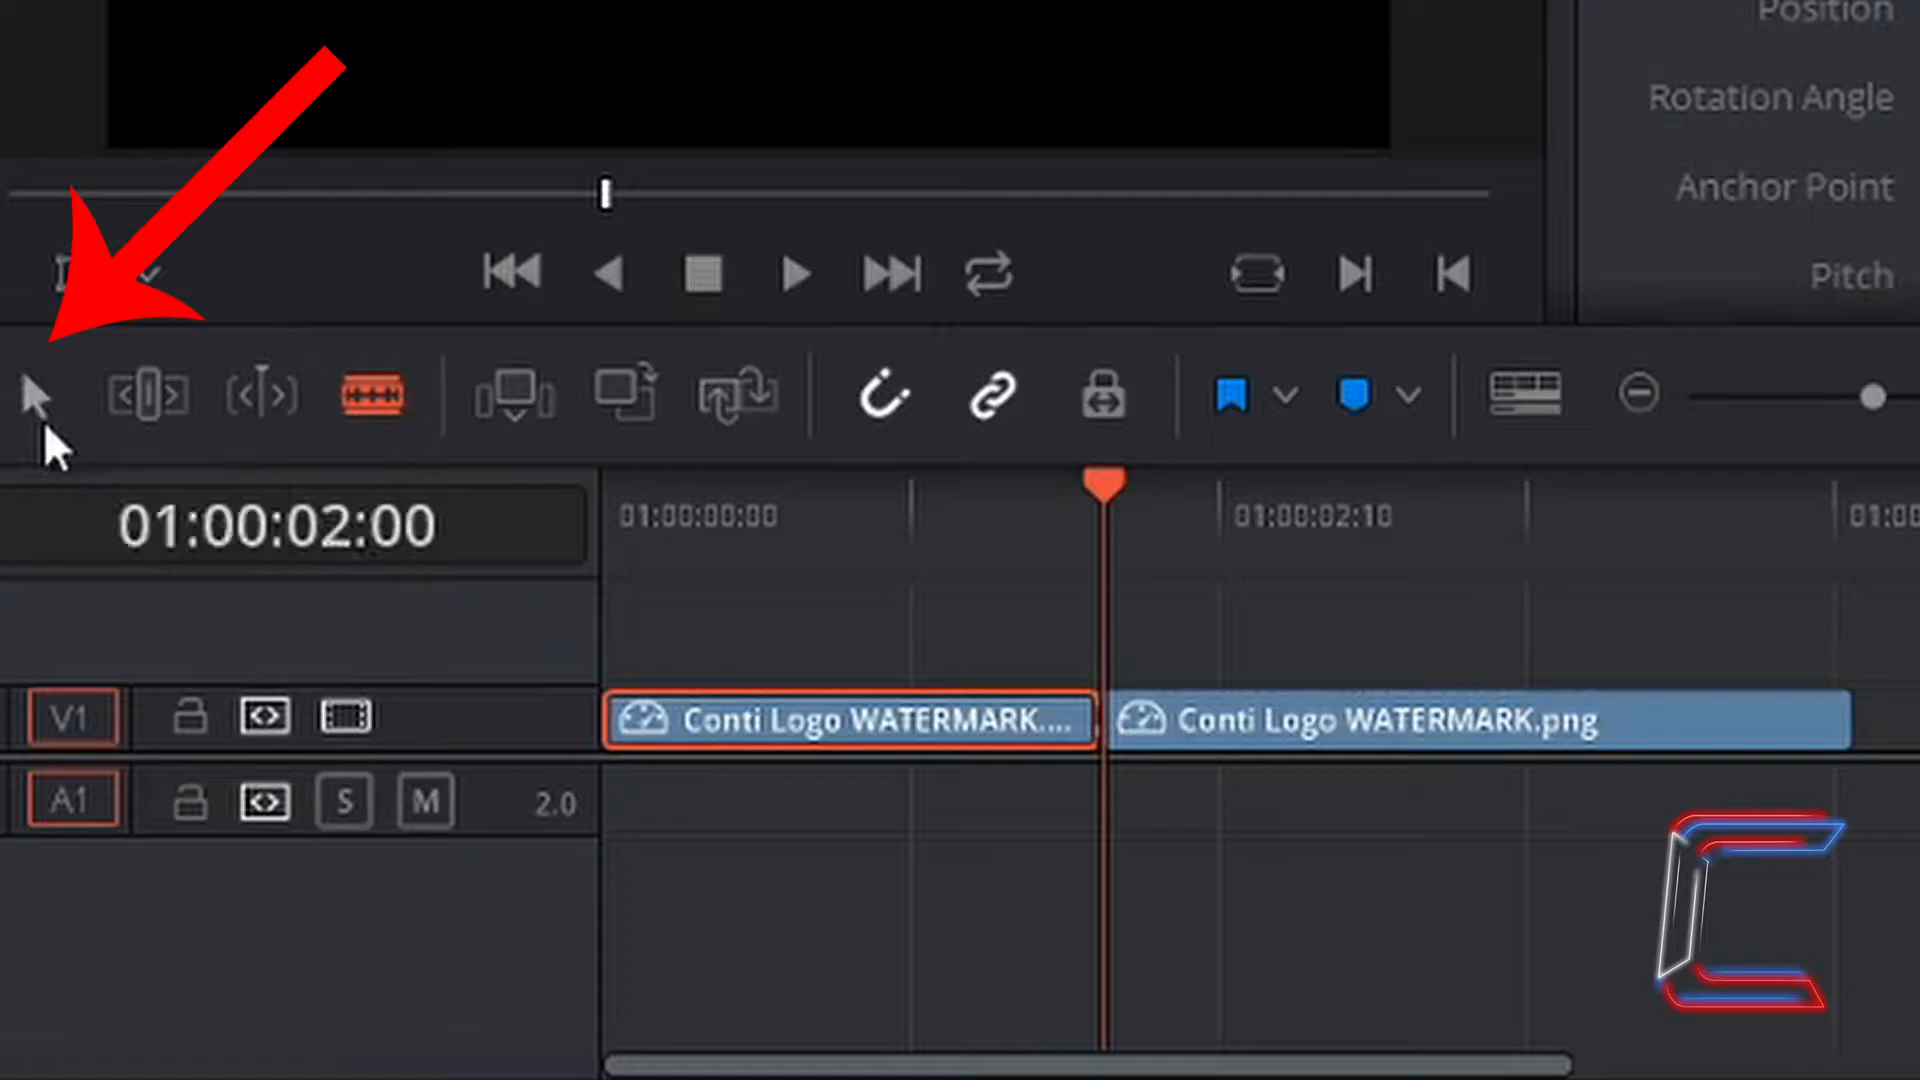 Position
Rotation Angle
Anchor Point
Pitch
01:00:02:00
01:00:00:00
01:00:02:10
01:00
V1
Conti Logo WATERMARK....
Conti Logo WATERMARK.png
A1
S
M
2.0